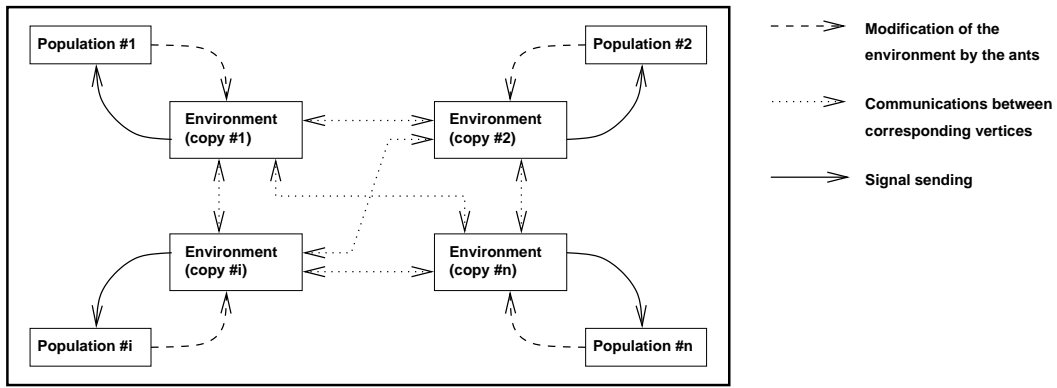 Population #1
Population #2
Environment
(copy #1)
Environment
(copy #2)
Environment
(copy #i)
Environment
(copy #n)
Population #i
Population #n
Modification of the
environment by the ants
Communications between
corresponding vertices
Signal sending